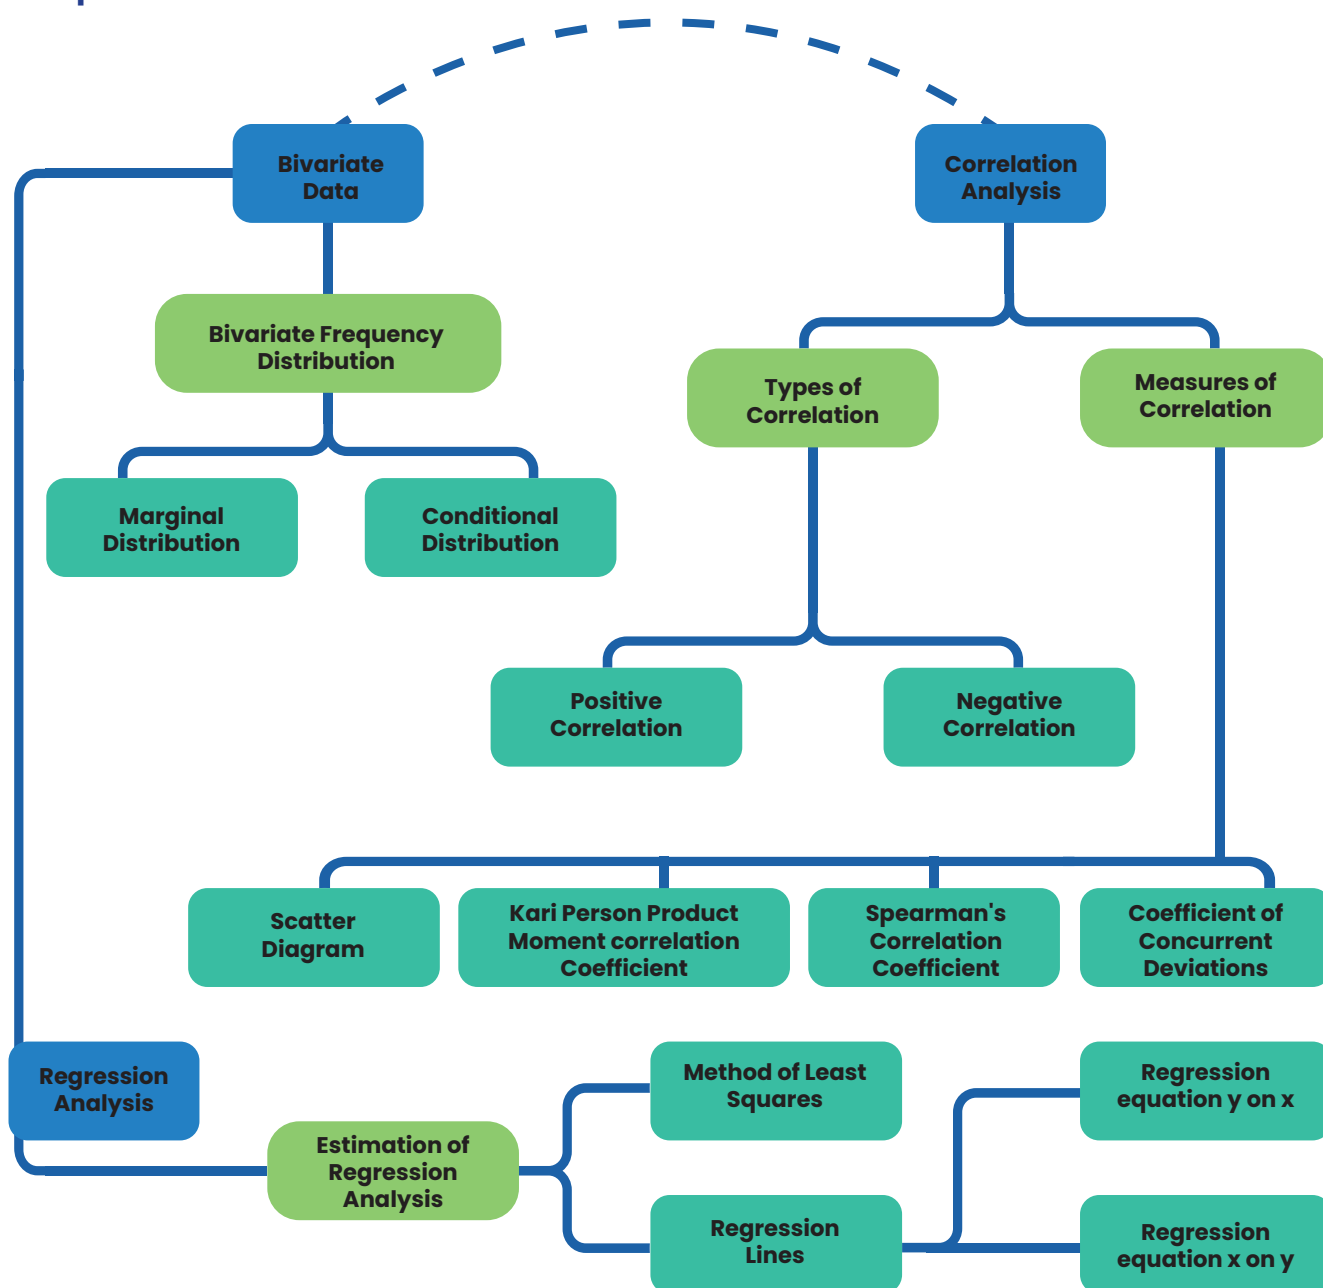 Bivariate
Data
Correlation
Analysis
Bivariate Frequency
Distribution
Types of
Correlation
Measures of
Correlation
Marginal
Distribution
Conditional
Distribution
Positive
Correlation
Negative
Correlation
Scatter
Diagram
Kari Person Product
Moment correlation
Coefficient
Spearman's
Correlation
Coefficient
Coefficient of
Concurrent
Deviations
Regression
Analysis
Estimation of
Regression
Analysis
Method of Least
Squares
Regression
Lines
Regression
equation y on x
Regression
equation x on y